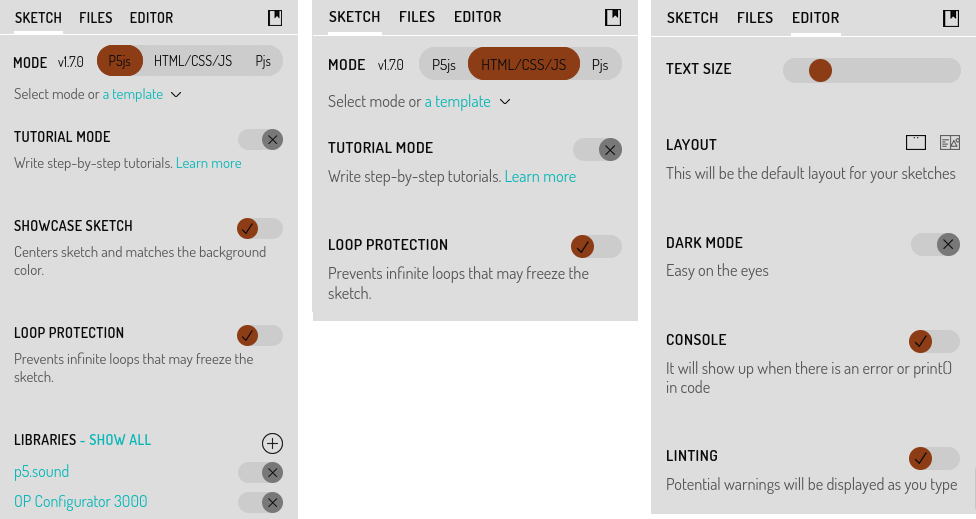 SKETCH FILES EDITOR
MODE v1.7.0 P5js HTML/CSS/JS Pjs
Select mode or a template
TUTORIAL MODE
Write step-by-step tutorials. Learn more
SHOWCASE SKETCH
Centers sketch and matches the background
color.
LOOP PROTECTION
Prevents infinite loops that may freeze the
sketch.
LIBRARIES - SHOW ALL
p5.sound
OP Configurator 3000
SKETCH FILES EDITOR
MODE v1.7.0 P5js HTML/CSS/JS Pjs
Select mode or a template
TUTORIAL MODE
Write step-by-step tutorials. Learn more
LOOP PROTECTION
Prevents infinite loops that may freeze the
sketch.
SKETCH FILES EDITOR
TEXT SIZE
LAYOUT
This will be the default layout for your sketches
DARK MODE
Easy on the eyes
CONSOLE
It will show up when there is an error or print()
in code
LINTING
Potential warnings will be displayed as you type